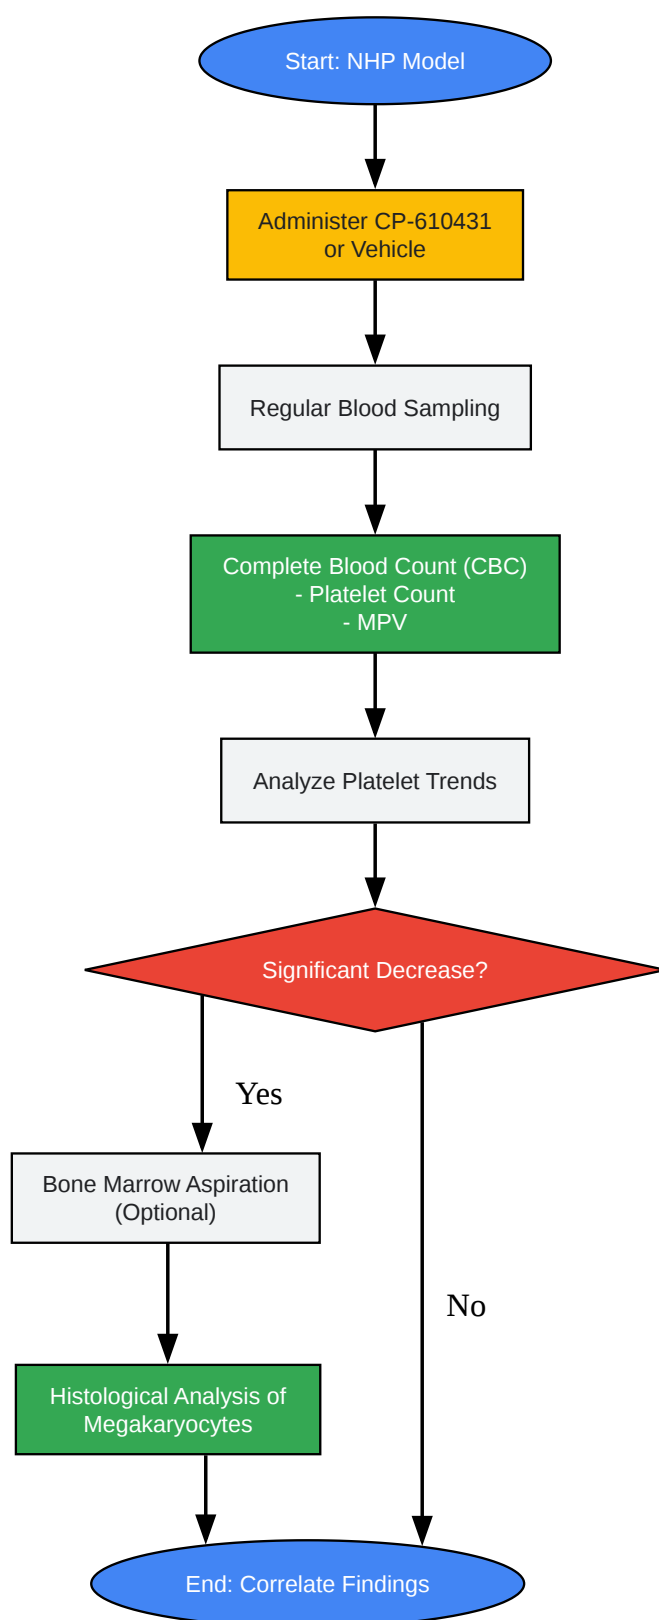 Start: NHP Model
Administer CP-610431
or Vehicle
Regular Blood Sampling
Complete Blood Count (CBC)
- Platelet Count
- MPV
Analyze Platelet Trends
Significant Decrease?
Yes
Bone Marrow Aspiration
(Optional)
No
Histological Analysis of
Megakaryocytes
End: Correlate Findings